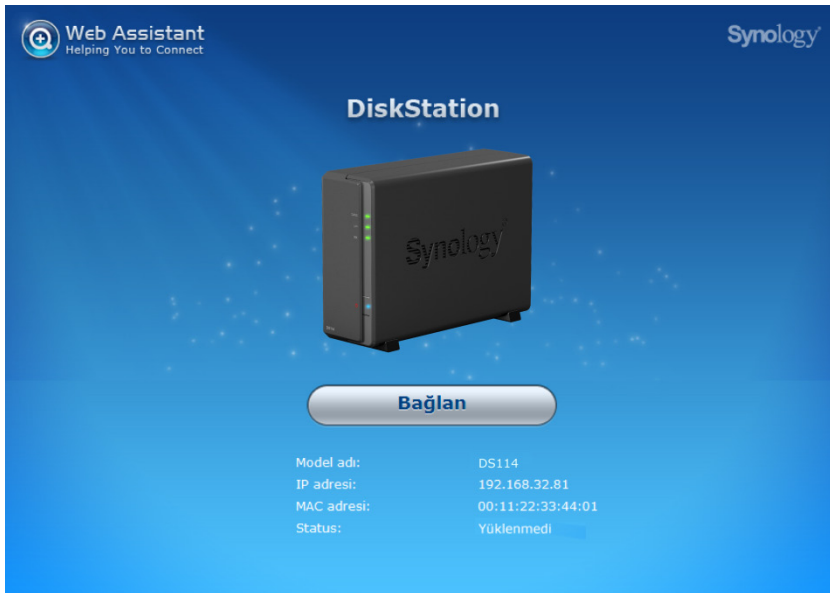 Web Assistant
Helping You to Connect
Synology
DiskStation
Synology
Bağlan
Model adı: DS114
IP adresi: 192.168.32.81
MAC adresi: 00:11:22:33:44:01
Status: Yüklenmedi